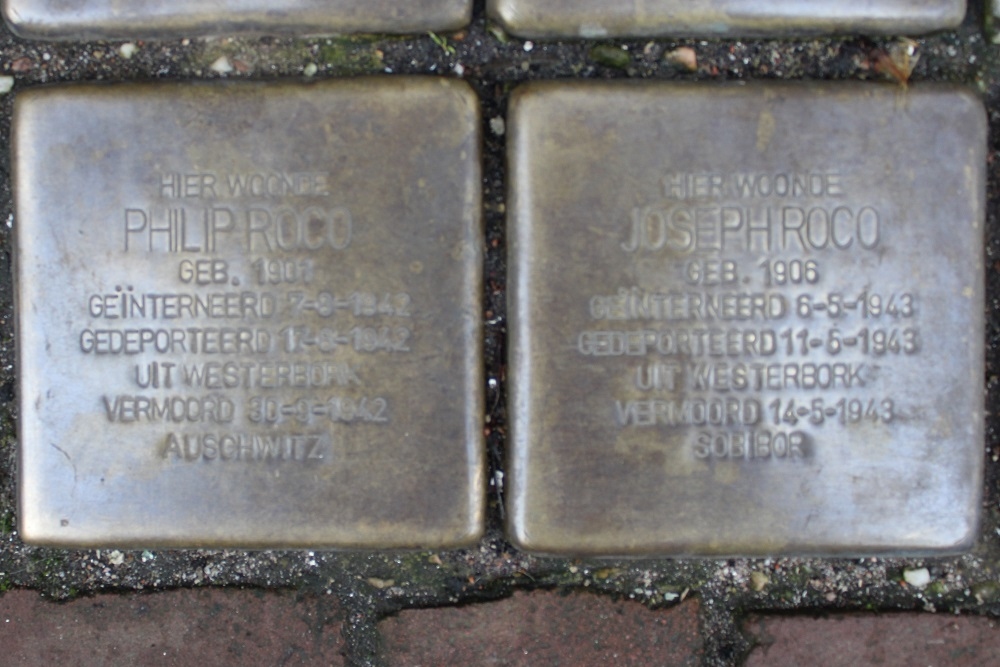 HIER WOONDE
PHILIP ROCO
GEB.
GEÏNTERNEERD 7-8-1942
GEDEPORTEERD 17-8-1942
UIT WESTERBORK
VERMOORD 30-9-1942
AUSCHWITZ
HIER WOONDE
JOSEPH ROCO
GEB. 1906
GEÏNTERNEERD 6-5-1943
GEDEPORTEERD 11-5-1943
UIT WESTERBORK
VERMOORD 14-5-1943
SOBIBOR